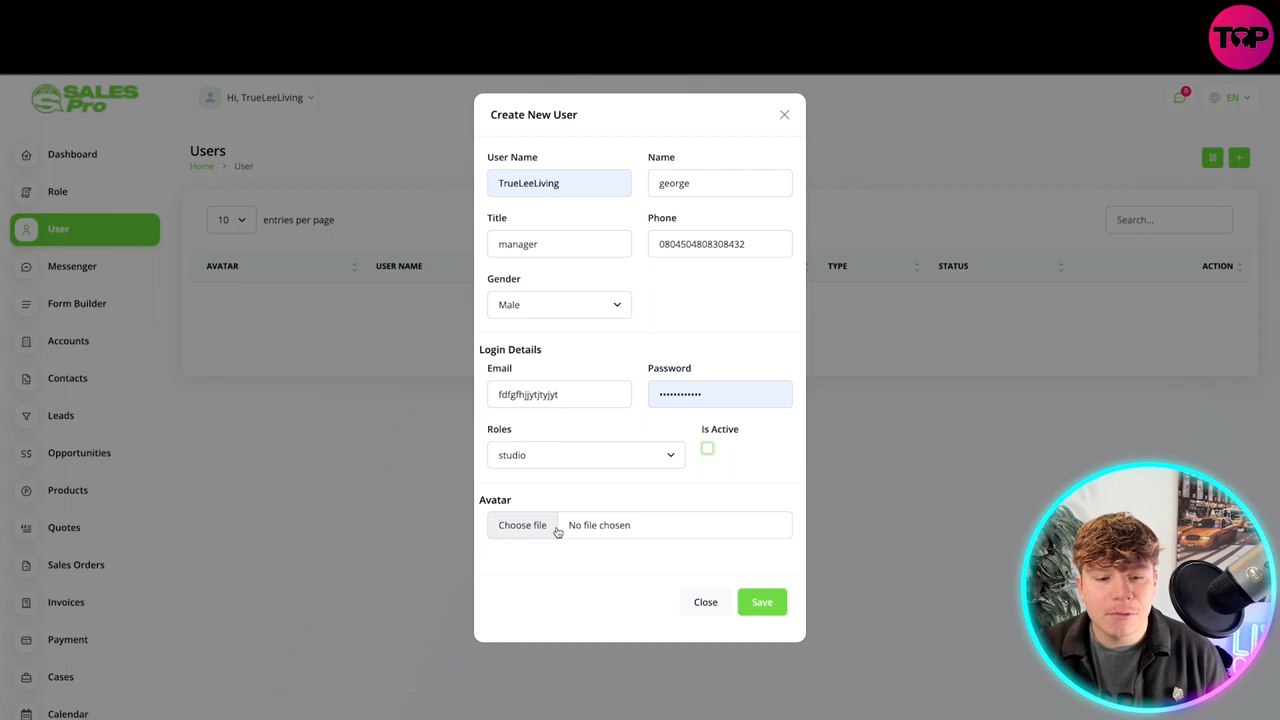 TOP
SALES
Pro
Hi, TrueLeeLiving
0
EN
Dashboard
Role
User
Messenger
Form Builder
Accounts
Contacts
Leads
Opportunities
Products
Quotes
Sales Orders
Invoices
Payment
Cases
Calendar
Users
Home > User
10 entries per page
Search...
AVATAR
USER NAME
TYPE
STATUS
ACTION
Create New User
User Name
Name
TrueLeeLiving
george
Title
Phone
manager
0804504808308432
Gender
Male
Login Details
Email
Password
fdfgfhjjytjtyjyt
••••••••••••
Roles
Is Active
studio
Avatar
Choose file
No file chosen
Close
Save